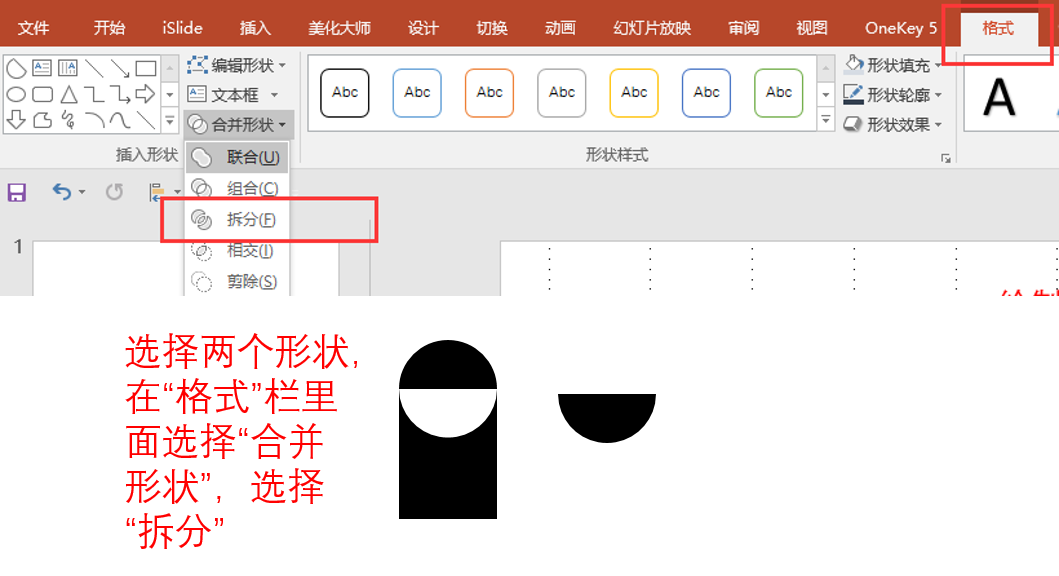 文件 开始 iSlide 插入 美化大师 设计 切换 动画 幻灯片放映 审阅 视图 OneKey 5 格式
编辑形状
文本框
合并形状
Abc Abc Abc Abc Abc Abc Abc
形状填充
形状轮廓
形状效果
A
插入形状
形状样式
联合(U)
组合(C)
拆分(F)
相交(I)
剪除(S)
1
选择两个形状,
在“格式”栏里
面选择“合并
形状”，选择
“拆分”